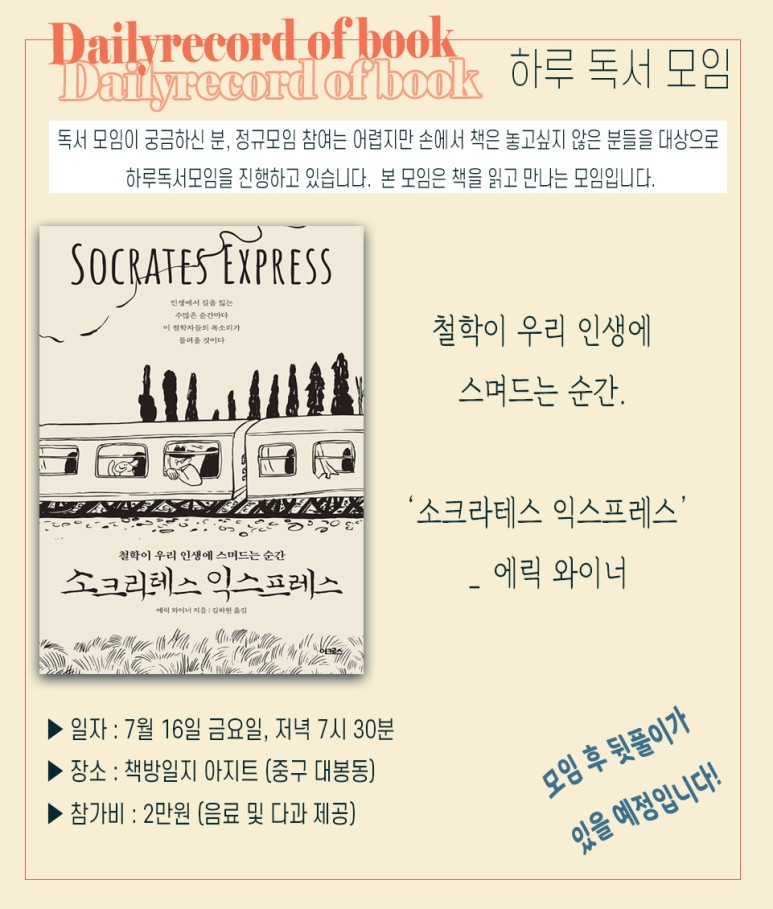 Dailyrecord of book
Dailyrecord of book
하루 독서 모임
독서 모임이 궁금하신 분, 정규모임 참여는 어렵지만 손에서 책은 놓고싶지 않은 분들을 대상으로
하루독서모임을 진행하고 있습니다. 본 모임은 책을 읽고 만나는 모임입니다.
SOCRATES EXPRESS
인생에서 길을 잃는
수많은 순간마다
이 철학자들의 목소리가
들려올 것이다
철학이 우리 인생에 스며드는 순간
소크라테스 익스프레스
에릭 와이너 지음 | 김하현 옮김
어크로스
철학이 우리 인생에
스며드는 순간.
‘소크라테스 익스프레스’
_ 에릭 와이너
▶ 일자 : 7월 16일 금요일, 저녁 7시 30분
▶ 장소 : 책방일지 아지트 (중구 대봉동)
▶ 참가비 : 2만원 (음료 및 다과 제공)
모임 후 뒷풀이가
있을 예정입니다!